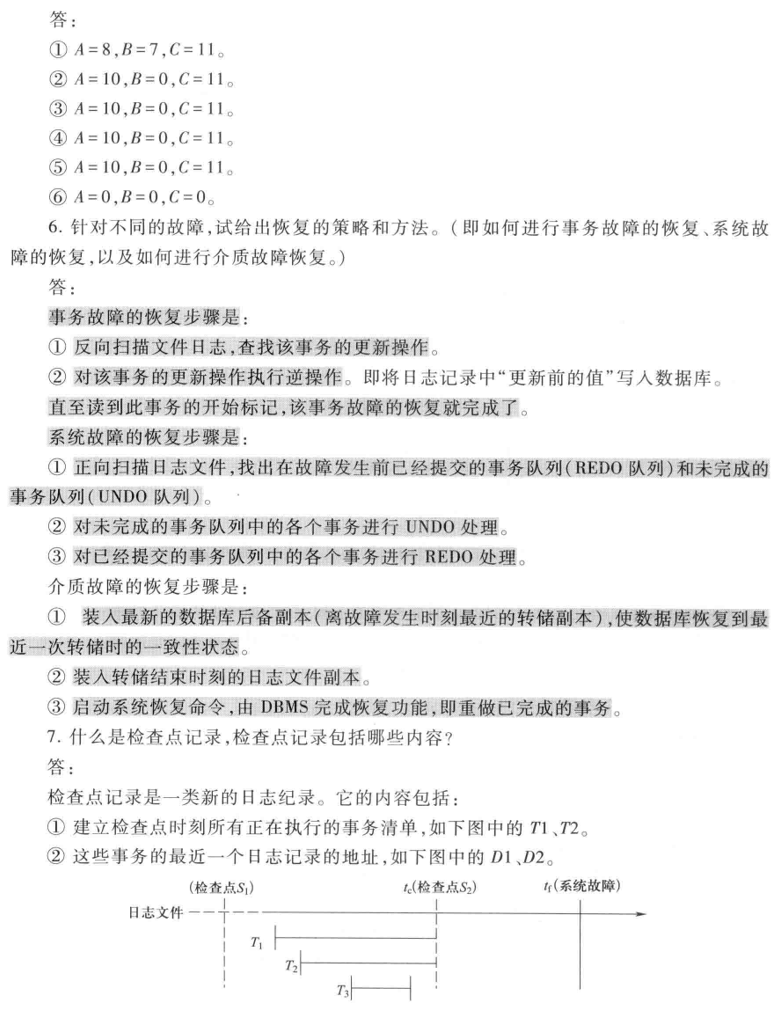 答：
① A=8,B=7,C=11。
② A=10,B=0,C=11。
③ A=10,B=0,C=11。
④ A=10,B=0,C=11。
⑤ A=10,B=0,C=11。
⑥ A=0,B=0,C=0。
6. 针对不同的故障,试给出恢复的策略和方法。(即如何进行事务故障的恢复、系统故
障的恢复,以及如何进行介质故障恢复。)
答：
事务故障的恢复步骤是：
① 反向扫描文件日志,查找该事务的更新操作。
② 对该事务的更新操作执行逆操作。即将日志记录中“更新前的值”写入数据库。
直至读到此事务的开始标记,该事务故障的恢复就完成了。
系统故障的恢复步骤是：
① 正向扫描日志文件,找出在故障发生前已经提交的事务队列(REDO 队列)和未完成的
事务队列(UNDO 队列)。
② 对未完成的事务队列中的各个事务进行 UNDO 处理。
③ 对已经提交的事务队列中的各个事务进行 REDO 处理。
介质故障的恢复步骤是：
① 装入最新的数据库后备副本(离故障发生时刻最近的转储副本),使数据库恢复到最
近一次转储时的一致性状态。
② 装入转储结束时刻的日志文件副本。
③ 启动系统恢复命令,由 DBMS 完成恢复功能,即重做已完成的事务。
7. 什么是检查点记录,检查点记录包括哪些内容?
答：
检查点记录是一类新的日志纪录。它的内容包括：
① 建立检查点时刻所有正在执行的事务清单,如下图中的 T1、T2。
② 这些事务的最近一个日志记录的地址,如下图中的 D1、D2。
(检查点S₁) tc(检查点S₂) tf(系统故障)
日志文件
T₁
T₂
T₃